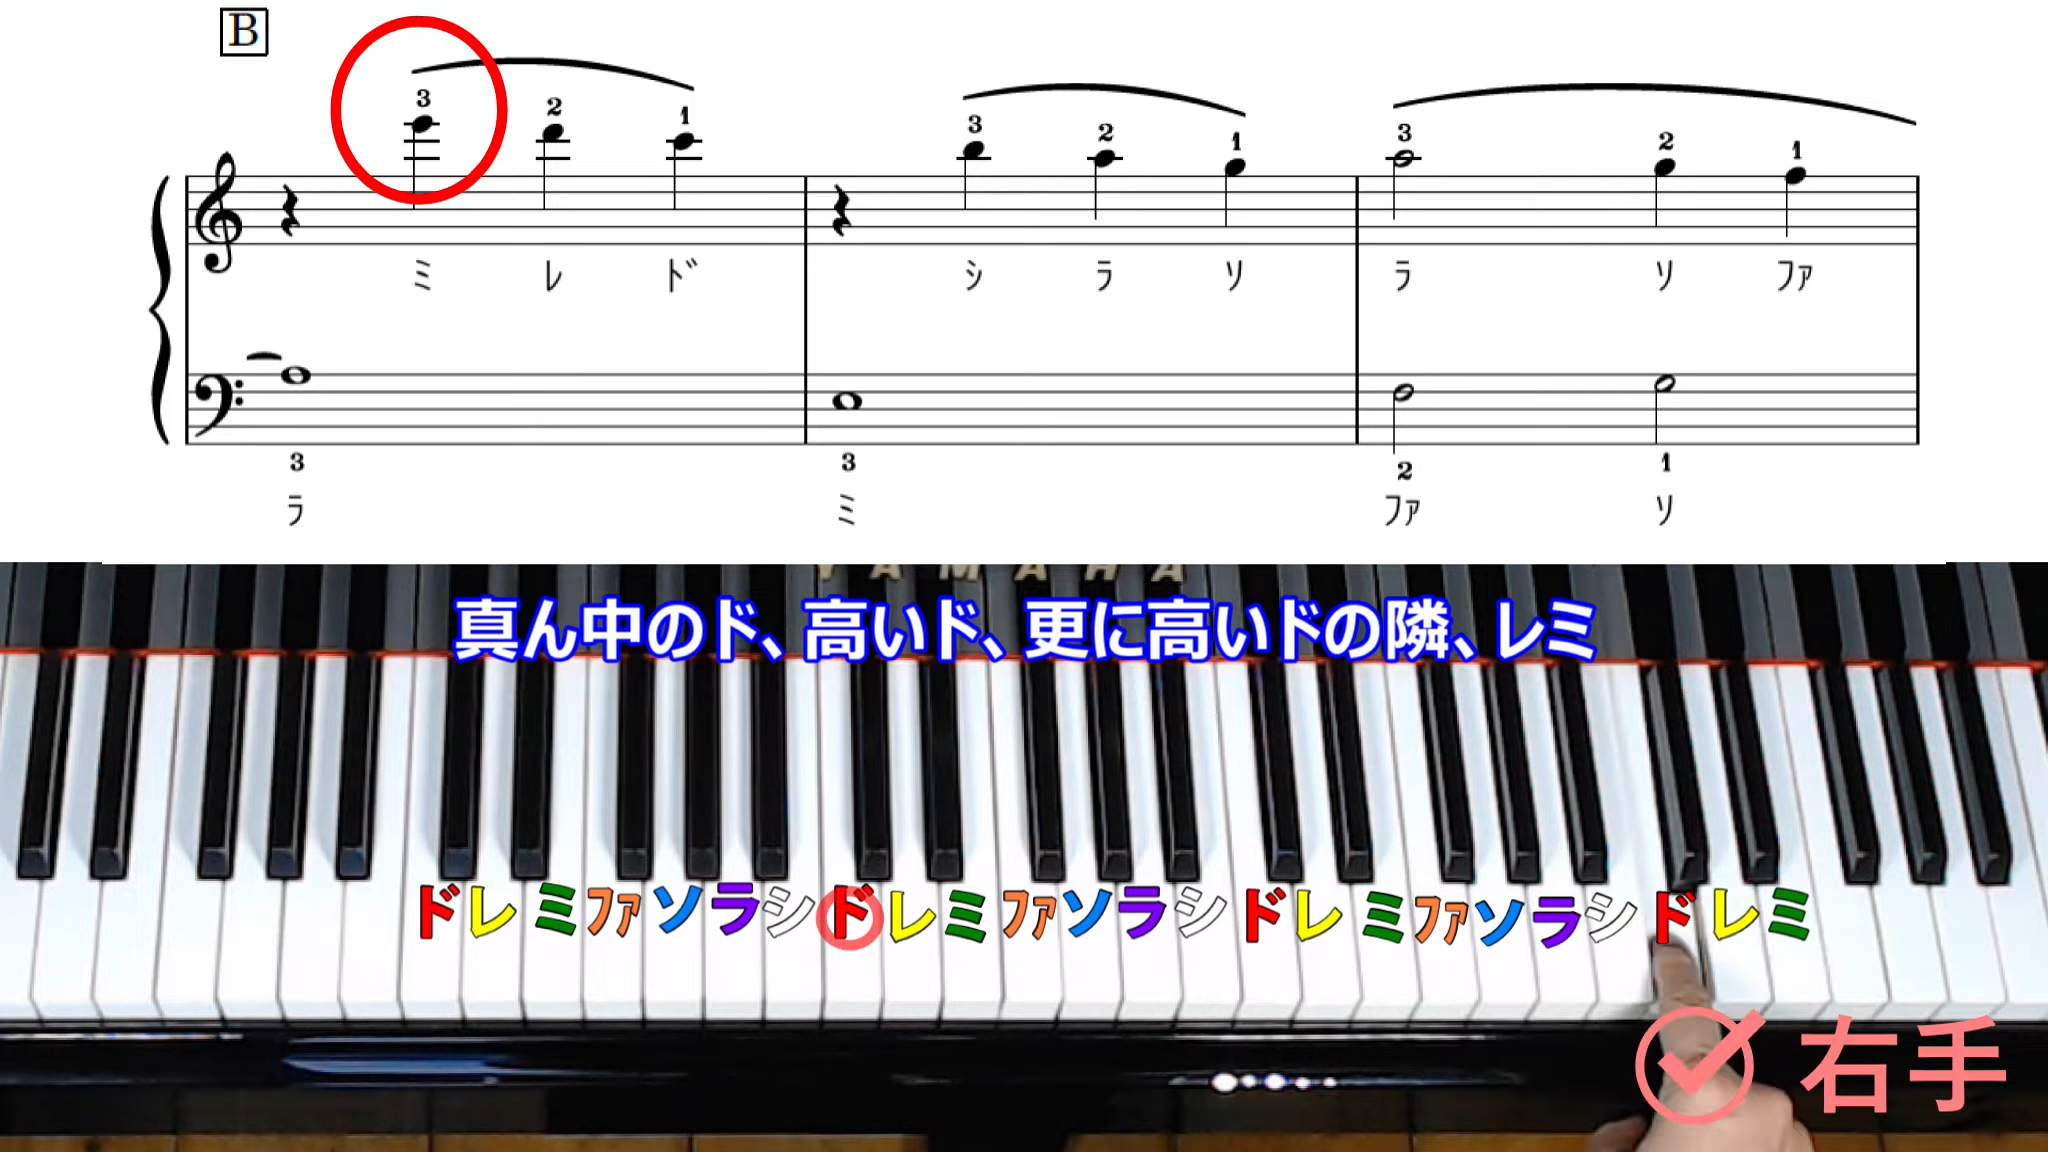 B
3 2 1 3 2 1 3 2 1
ミ レ ド シ ラ ソ ラ ソ ファ
3 3 2 1
ラ ミ ファ ソ
YAMAHA
真ん中のド、高いド、更に高いドの隣、レミ
ドレミファソラシドレミファソラシドレミファソラシドレミ
右手